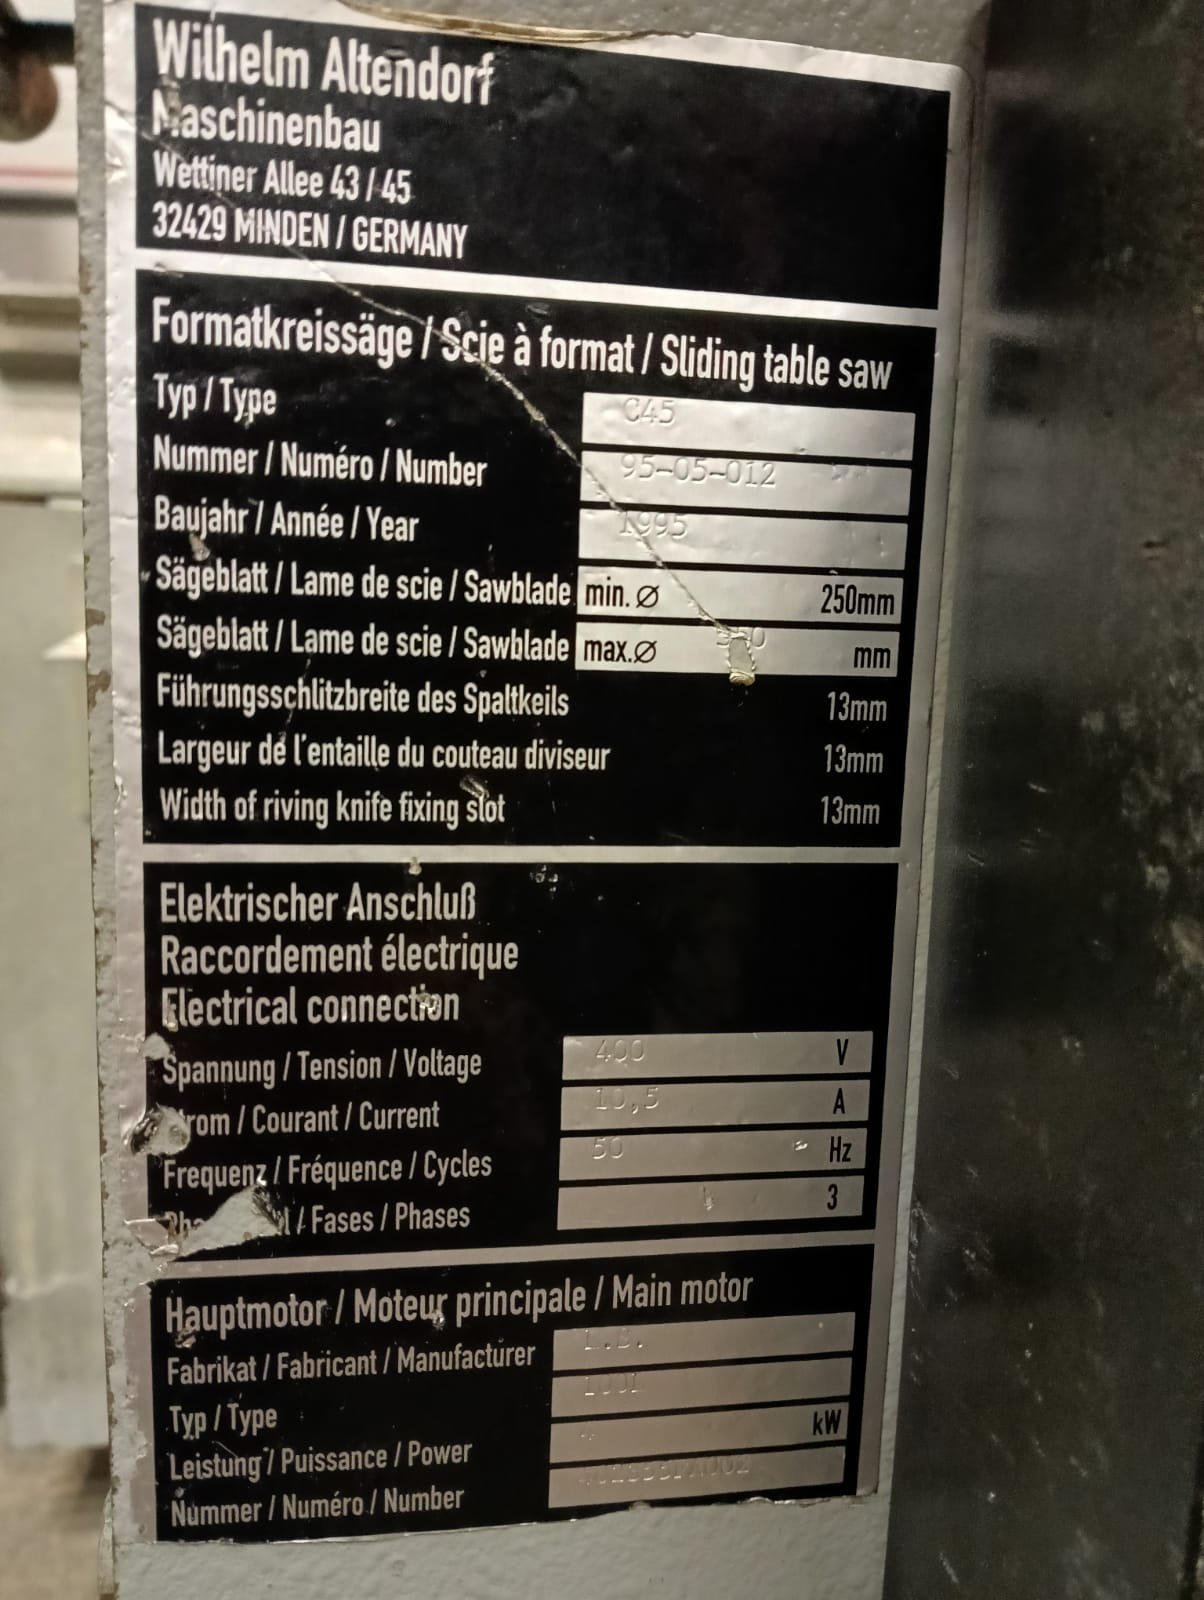 Wilhelm Altendorf
Maschinenbau
Wettiner Allee 43 / 45
32429 MINDEN / GERMANY
Formatkreissäge / Scie à format / Sliding table saw
Typ / Type C45
Nummer / Numéro / Number 95-05-012
Baujahr / Année / Year 1995
Sägeblatt / Lame de scie / Sawblade min. Ø 250mm
Sägeblatt / Lame de scie / Sawblade max.Ø mm
Führungsschlitzbreite des Spaltkeils 13mm
Largeur de l'entaille du couteau diviseur 13mm
Width of riving knife fixing slot 13mm
Elektrischer Anschluß
Raccordement électrique
Electrical connection
Spannung / Tension / Voltage 400 V
/ Courant / Current 10,5 A
Frequenz / Fréquence / Cycles 50 Hz
/ Fases / Phases 3
Hauptmotor / Moteur principale / Main motor
Fabrikat / Fabricant / Manufacturer
Typ / Type
Leistung / Puissance / Power kW
Nummer / Numéro / Number